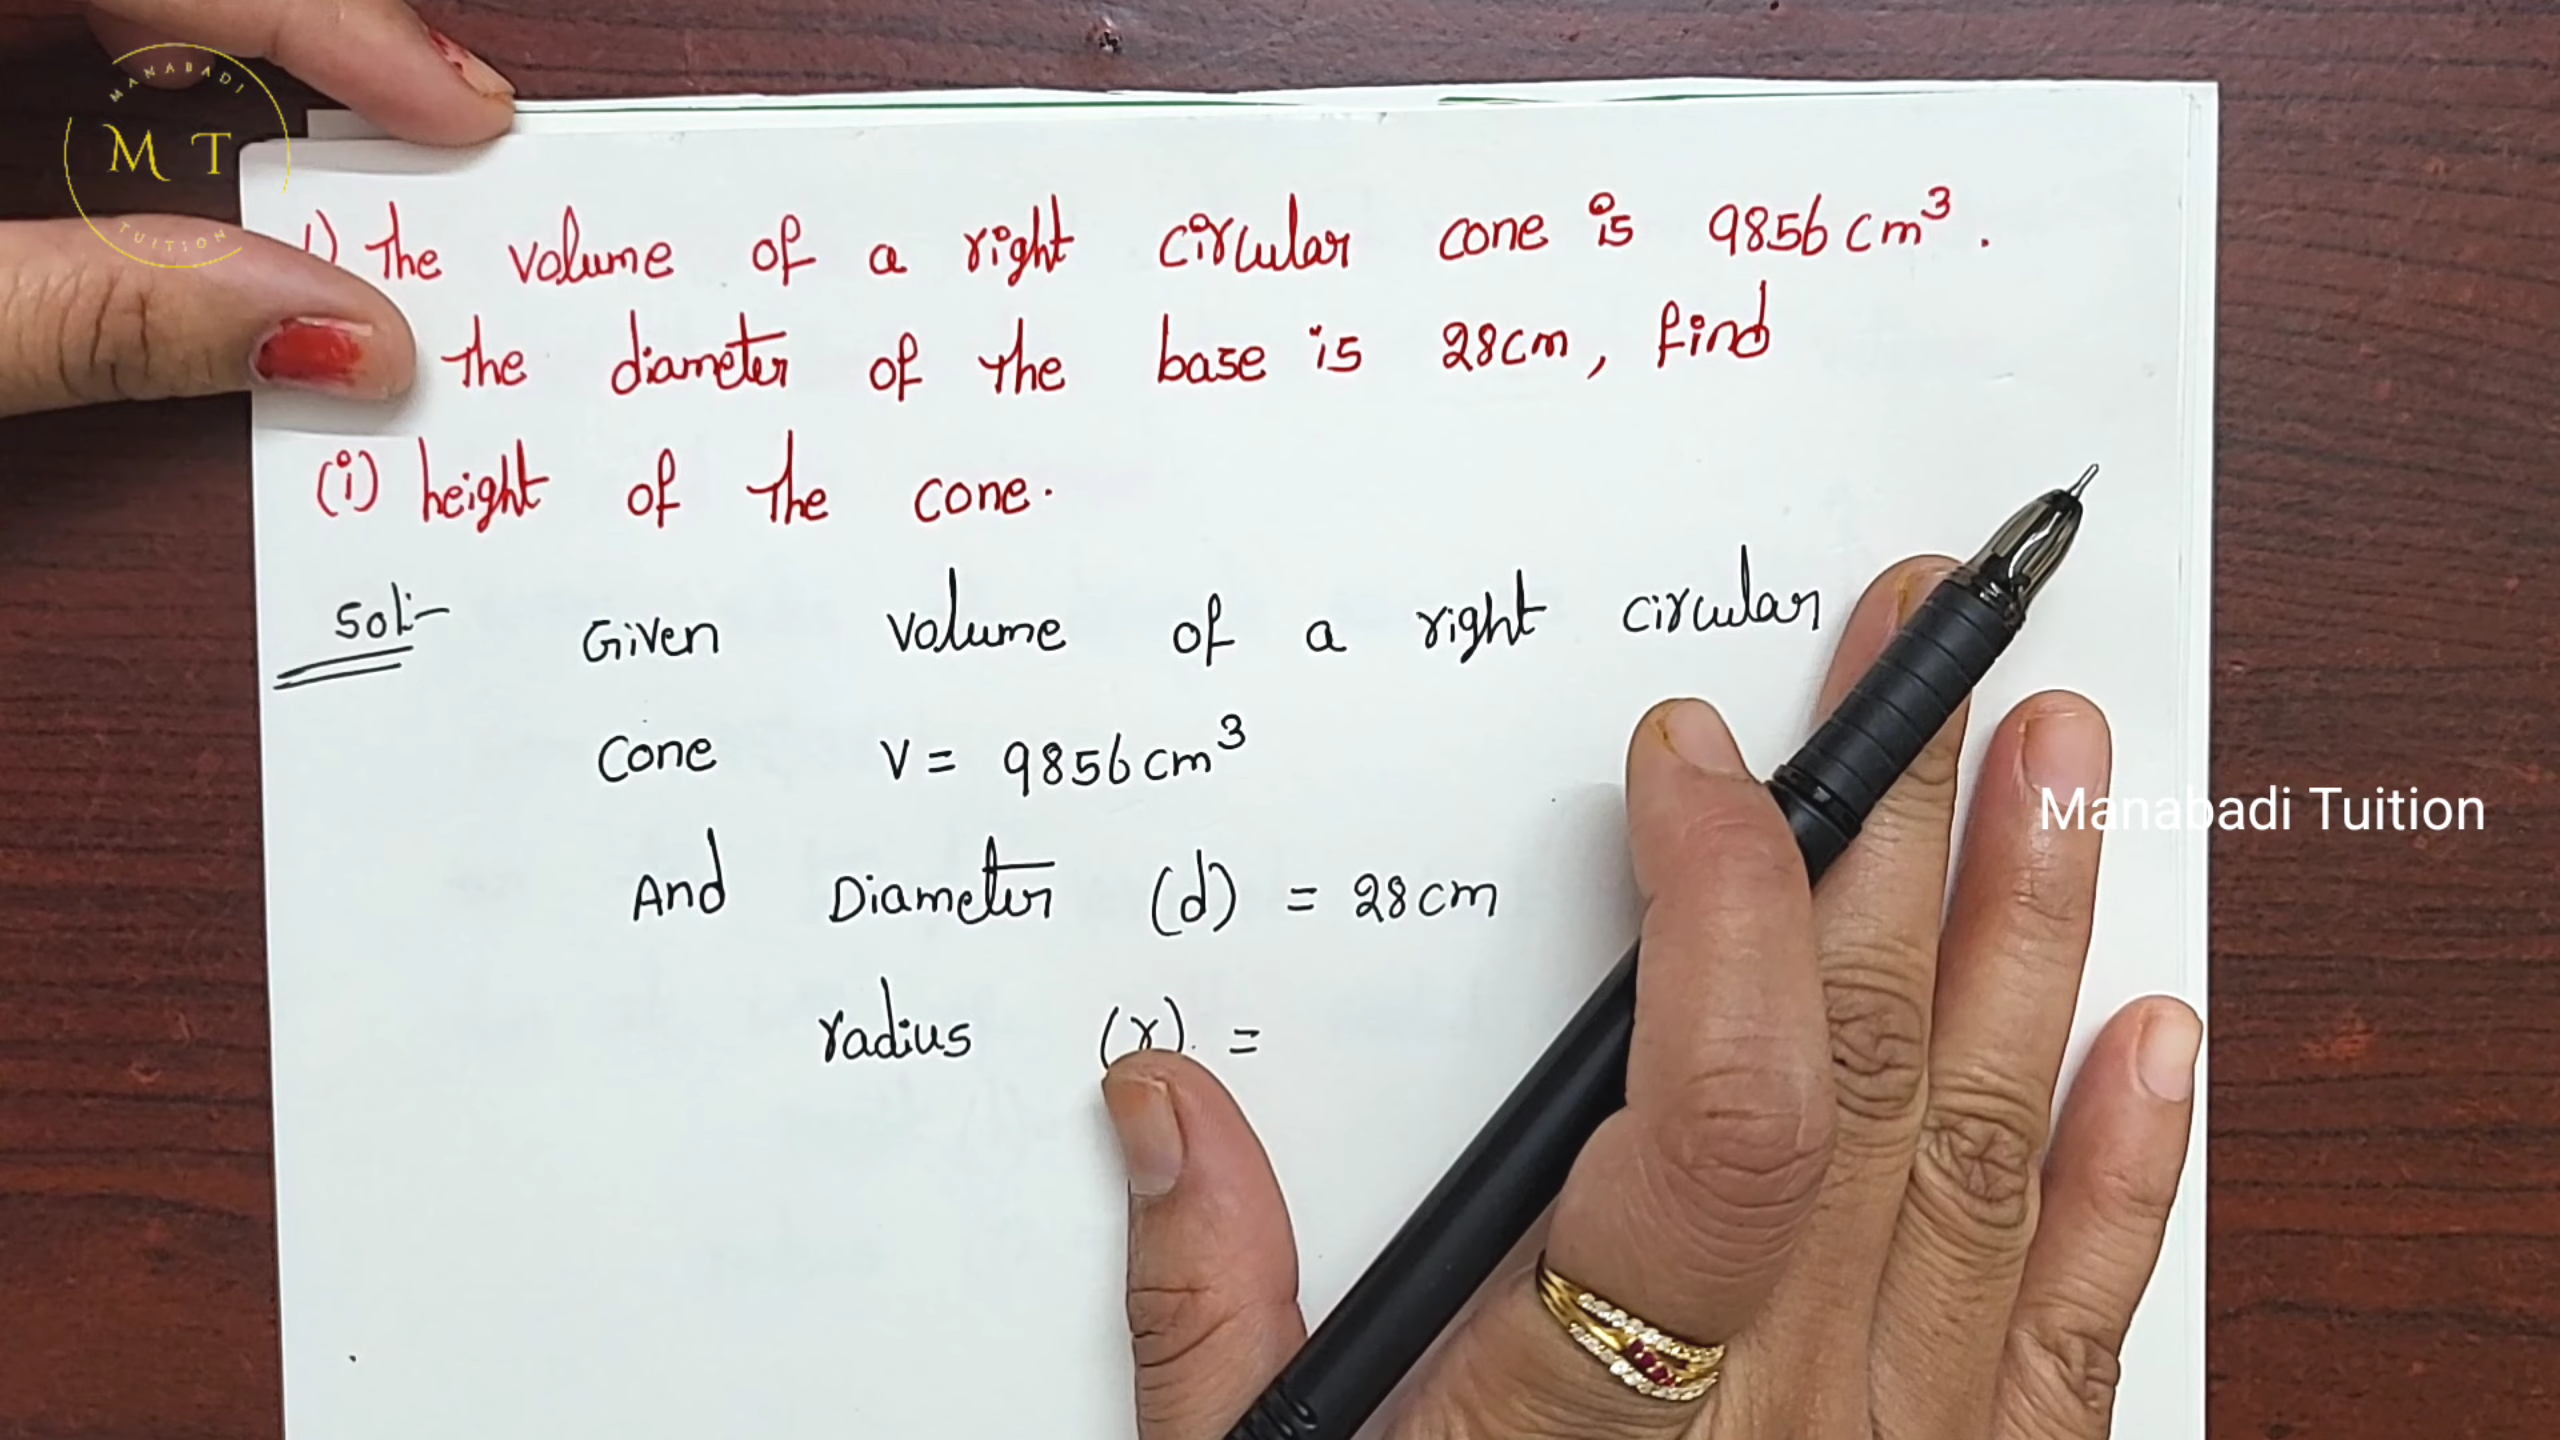 MANABADI
M T
TUITION
1) The volume of a right circular cone is 9856 cm³.
The diameter of the base is 28cm, find
(i) height of the cone.
Sol:- Given volume of a right circular
Cone V = 9856 cm³
Manabadi Tuition
And Diameter (d) = 28cm
radius (r) =